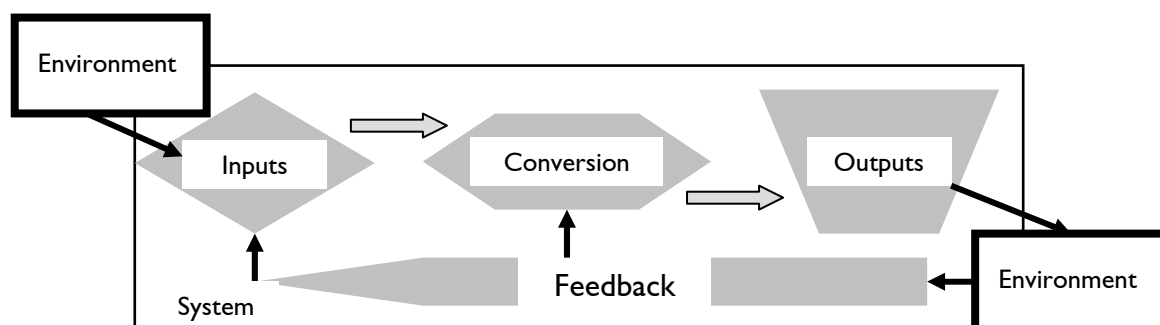 Environment
Inputs
Conversion
Outputs
Feedback
Environment
System